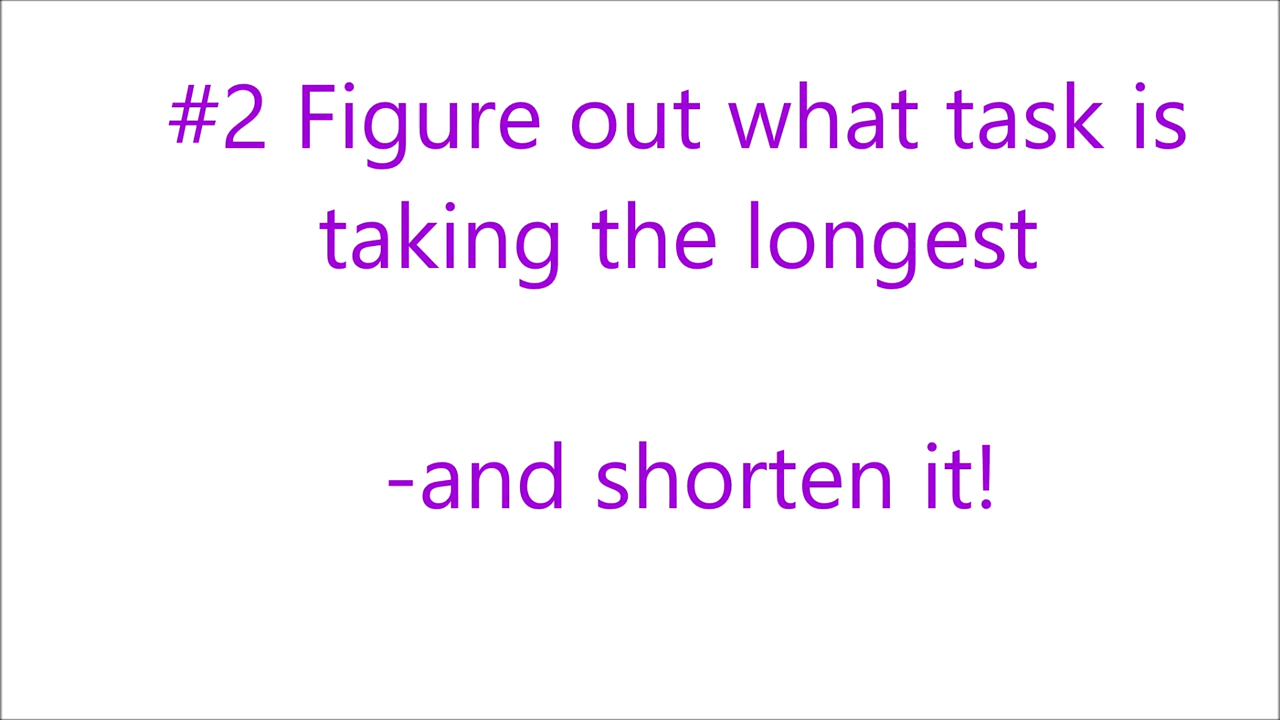 #2 Figure out what task is
taking the longest
-and shorten it!